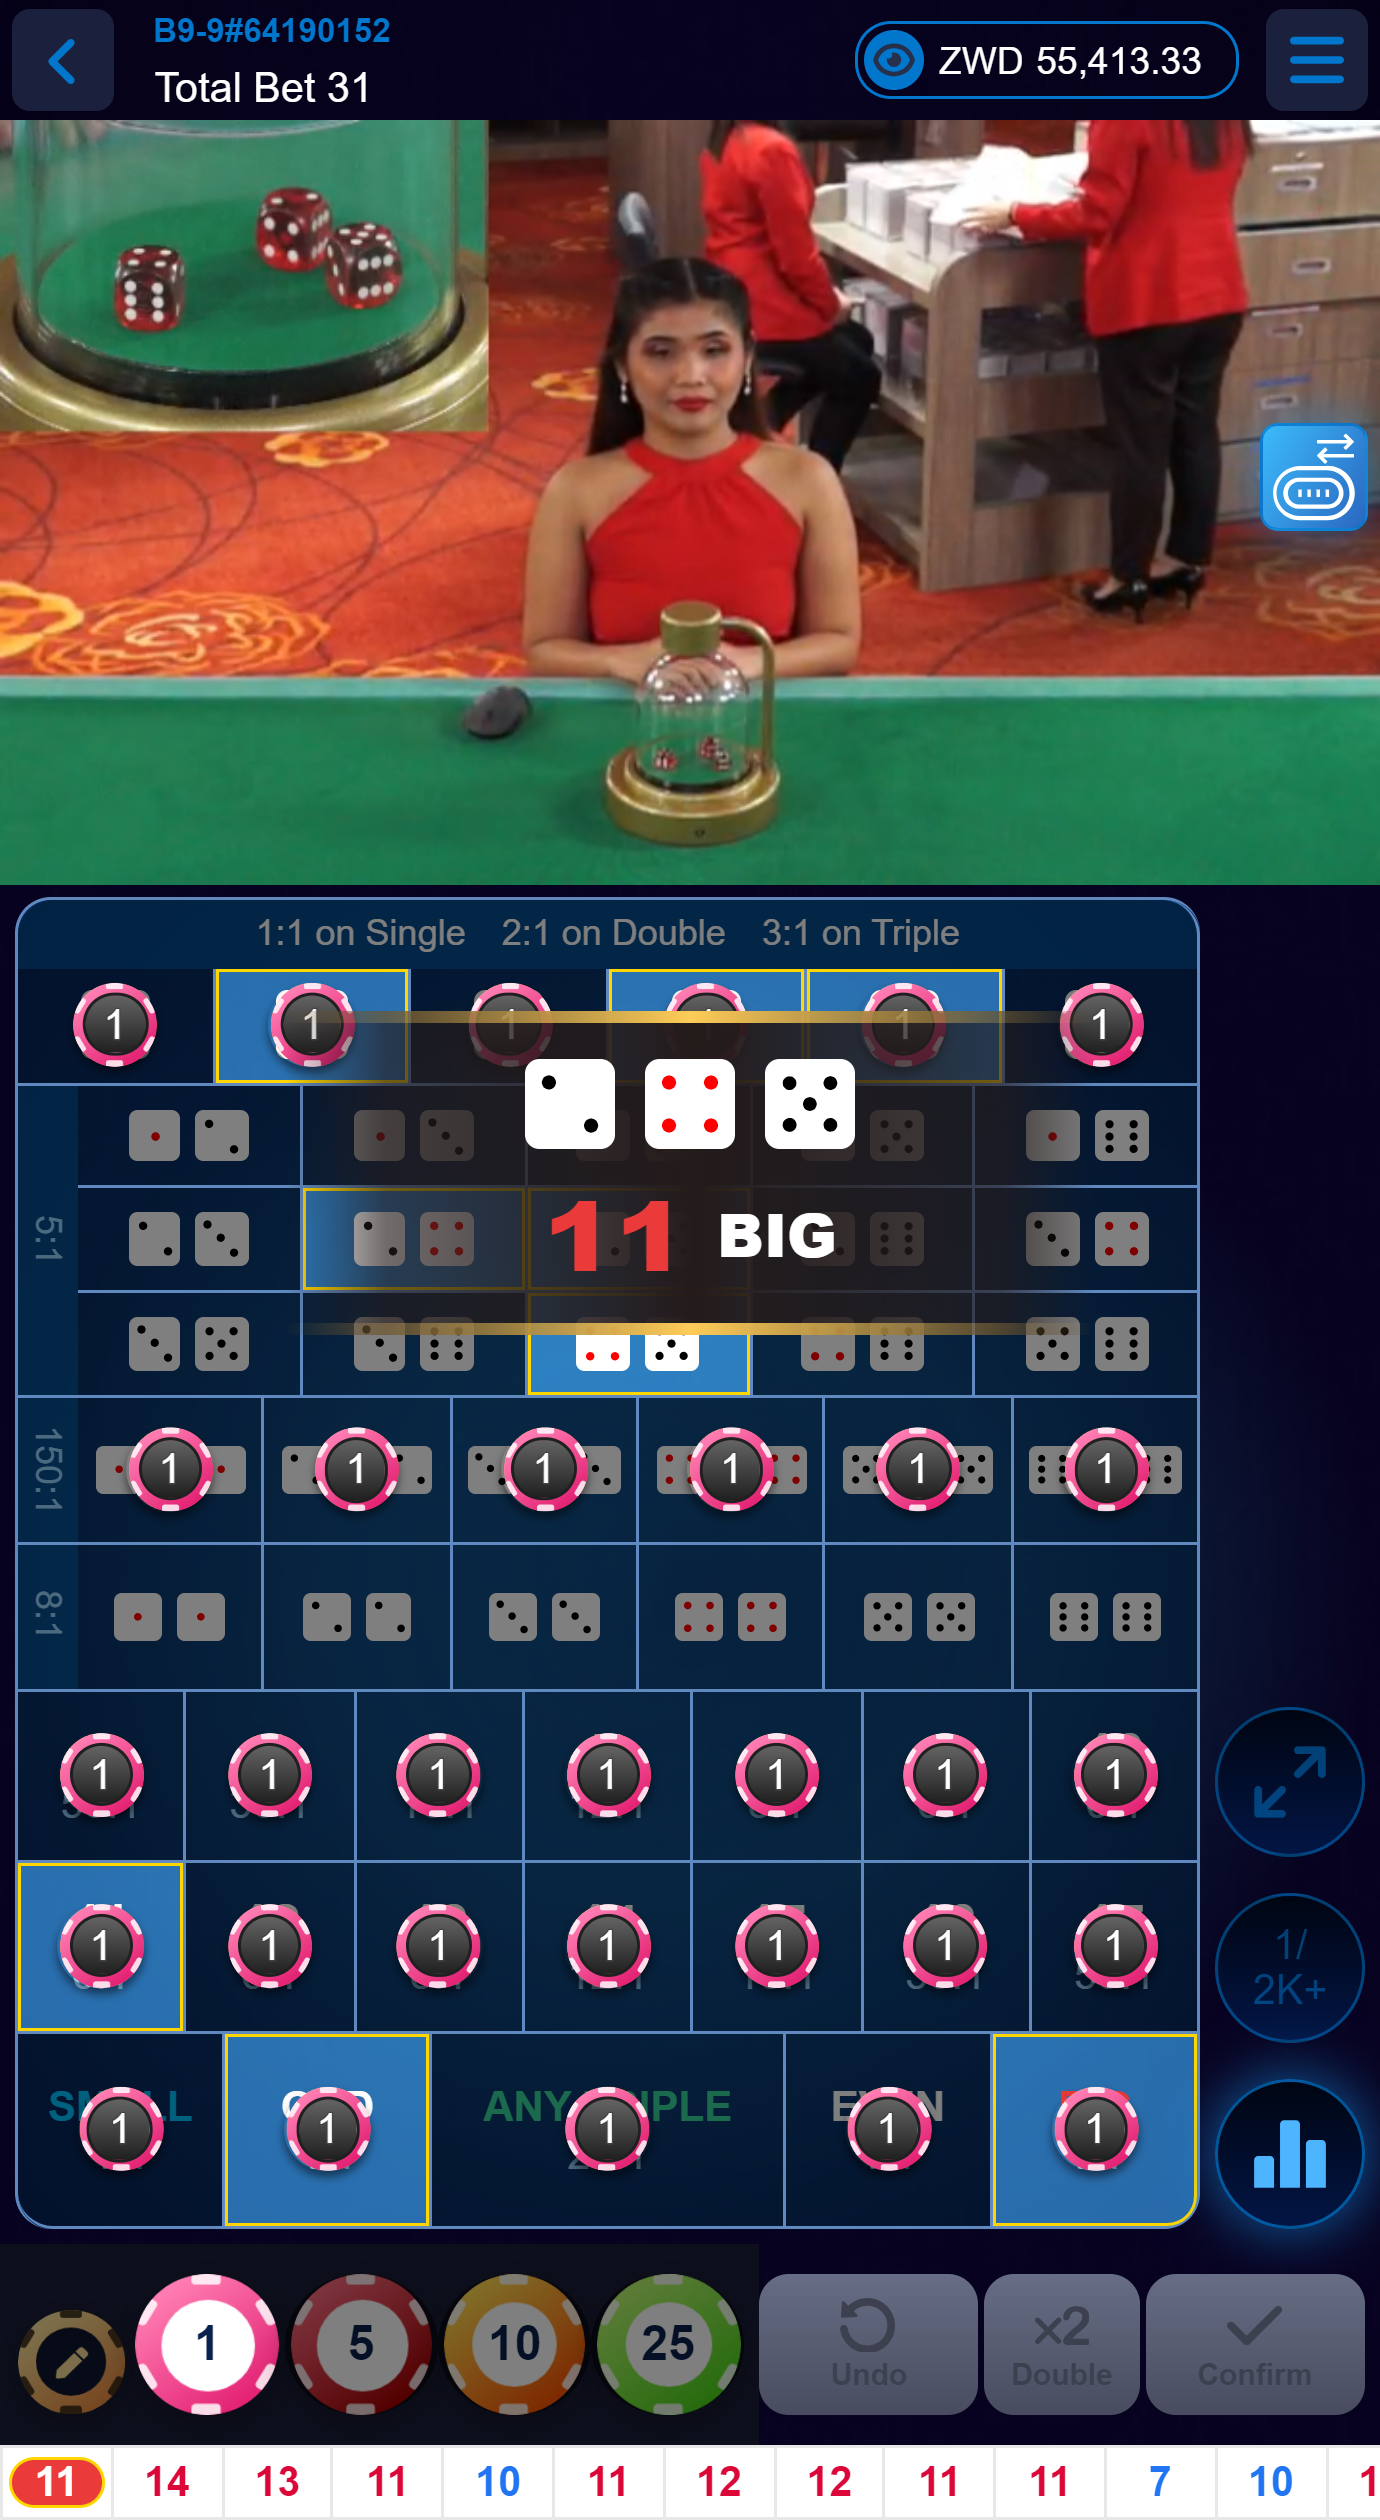 B9-9#64190152
Total Bet 31
ZWD 55,413.33
1:1 on Single 2:1 on Double 3:1 on Triple
1 1 1 1 1 1
5:1
11 BIG
150:1
1 1 1 1 1 1
8:1
1 1 1 1 1 1 1
1 1 1 1 1 1 1
1/
2K+
1 1 1 1 1
1 5 10 25
Undo
x2
Double
Confirm
11 14 13 11 10 11 12 12 11 11 7 10